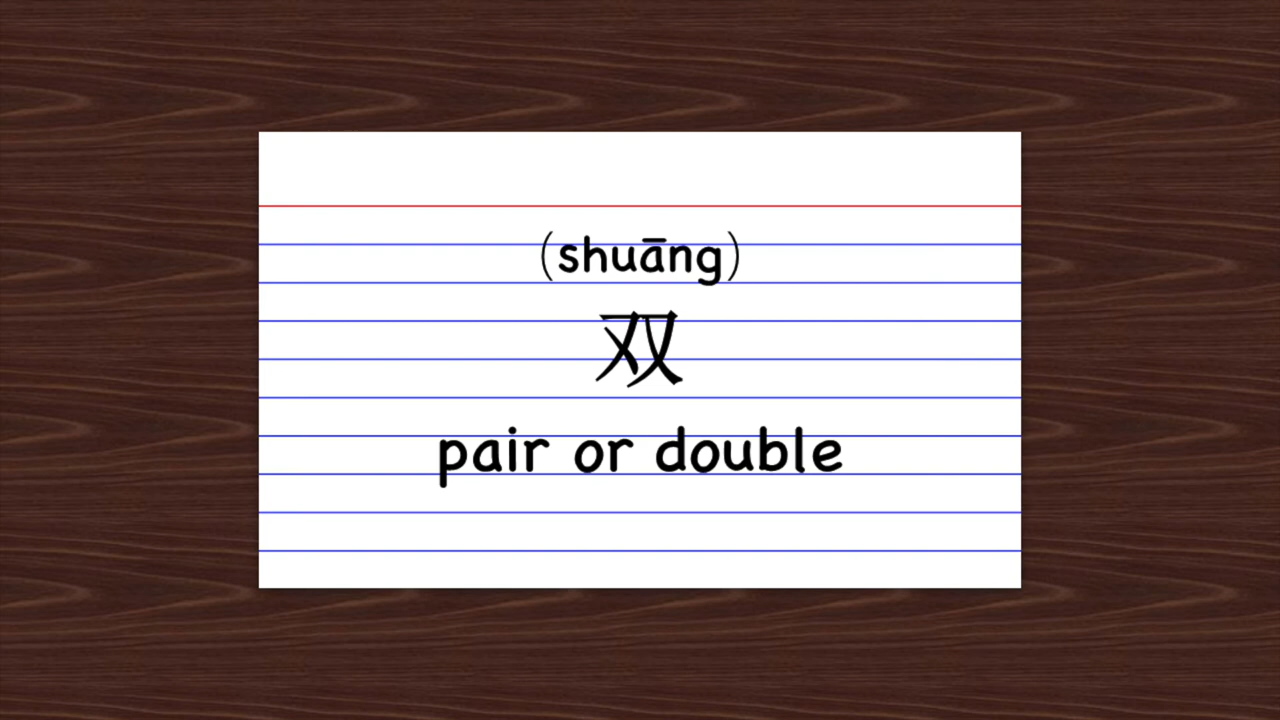 (shuāng)
双
pair or double